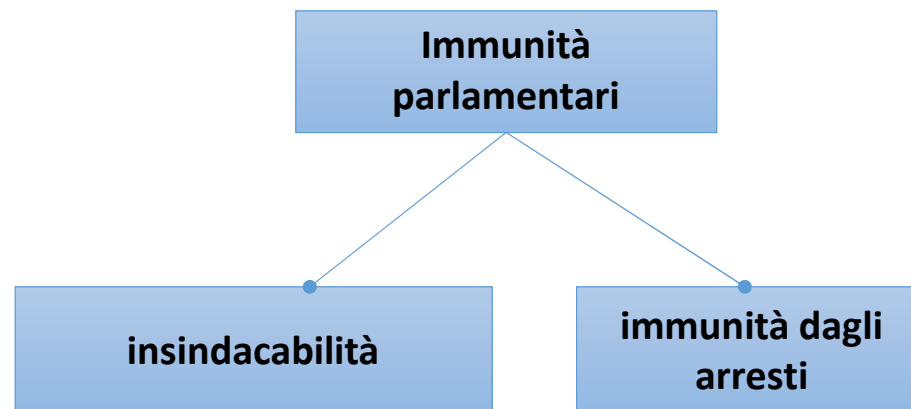 Immunità
parlamentari
insindacabilità
immunità dagli
arresti